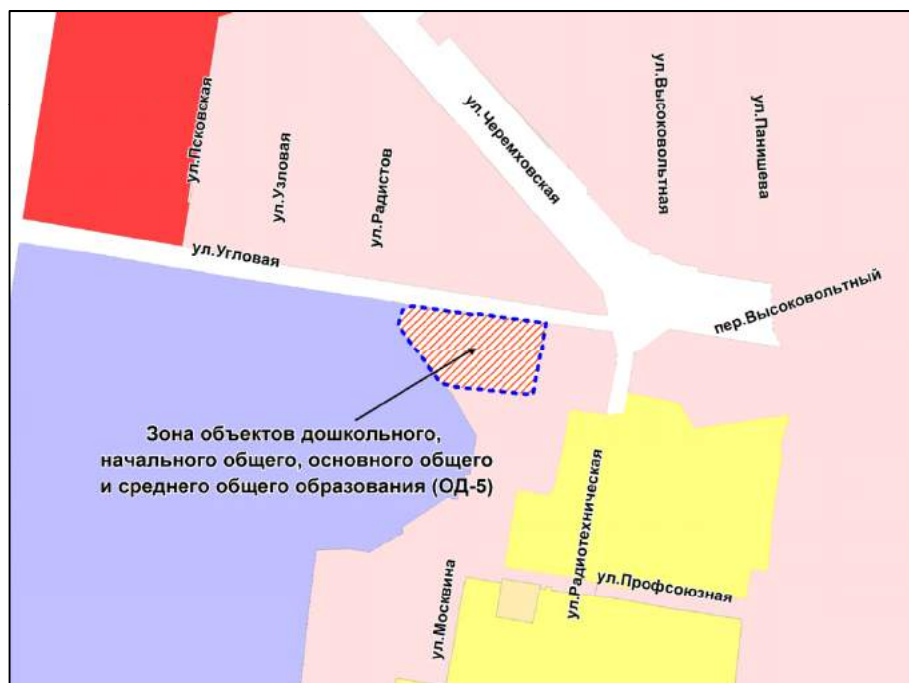 ул.Псковская
ул.Узловая
ул.Радистов
ул.Черемховская
ул.Высоковольтная
ул.Панишева
ул.Угловая
пер.Высоковольтный
Зона объектов дошкольного,
начального общего, основного общего
и среднего общего образования (ОД-5)
ул.Радиотехническая
ул.Профсоюзная
ул.Москвина